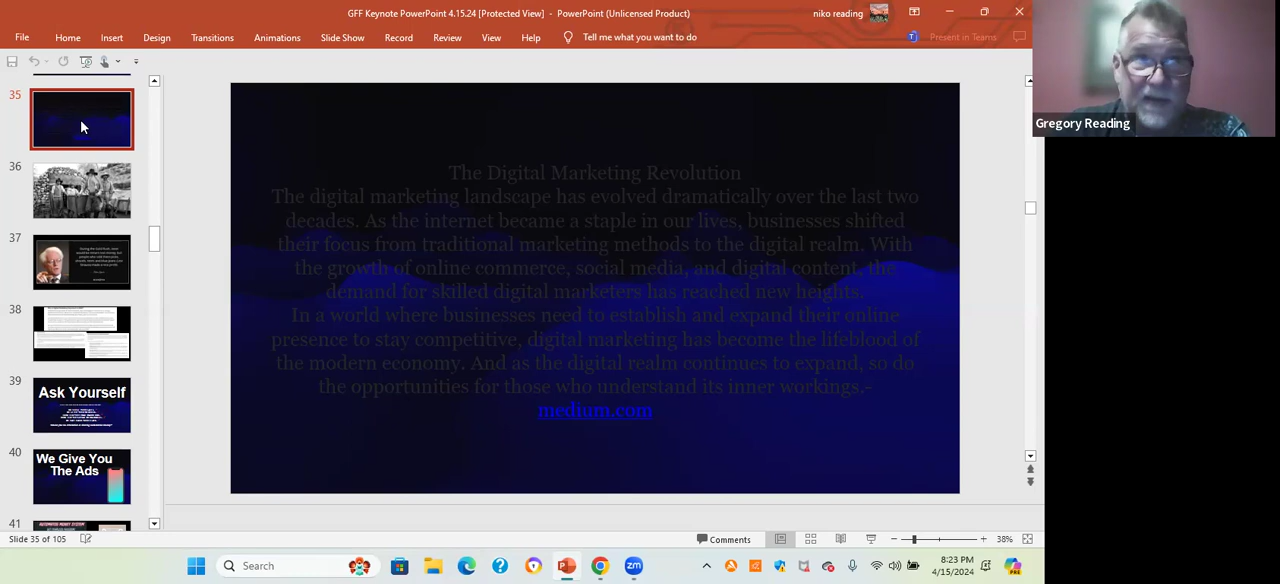 GFF Keynote PowerPoint 4.15.24 [Protected View] - PowerPoint (Unlicensed Product)
niko reading
File Home Insert Design Transitions Animations Slide Show Record Review View Help Tell me what you want to do
Present in Teams
Gregory Reading
35
36
37
38
39
Ask Yourself
40
We Give You
The Ads
41
The Digital Marketing Revolution
The digital marketing landscape has evolved dramatically over the last two
decades. As the internet became a staple in our lives, businesses shifted
their focus from traditional marketing methods to the digital realm. With
the growth of online commerce, social media, and digital content, the
demand for skilled digital marketers has reached new heights.
In a world where businesses need to establish and expand their online
presence to stay competitive, digital marketing has become the lifeblood of
the modern economy. And as the digital realm continues to expand, so do
the opportunities for those who understand its inner workings.-
medium.com
Slide 35 of 105
Comments
38%
Search
zm
8:23 PM
4/15/2024
PRE